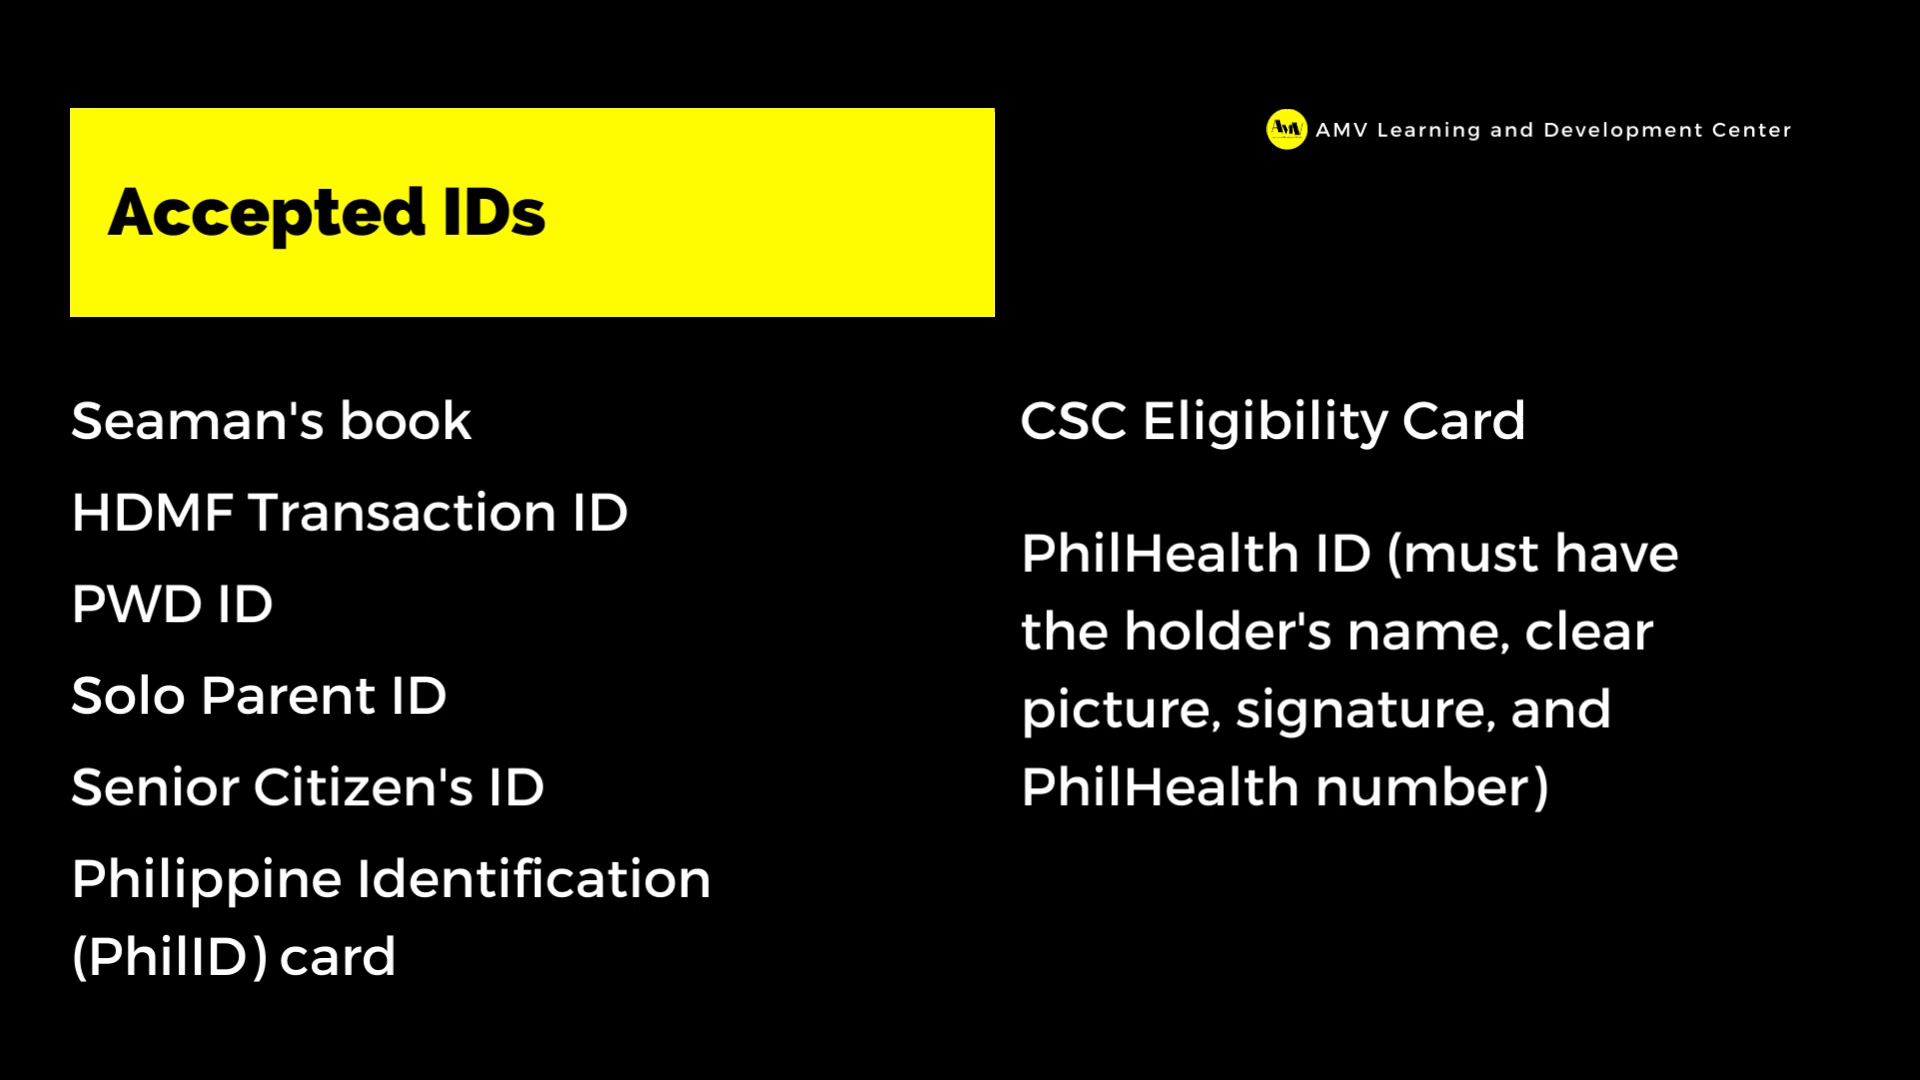 AMV Learning and Development Center
Accepted IDs
Seaman's book
HDMF Transaction ID
PWD ID
Solo Parent ID
Senior Citizen's ID
Philippine Identification
(PhilID) card
CSC Eligibility Card
PhilHealth ID (must have
the holder's name, clear
picture, signature, and
PhilHealth number)